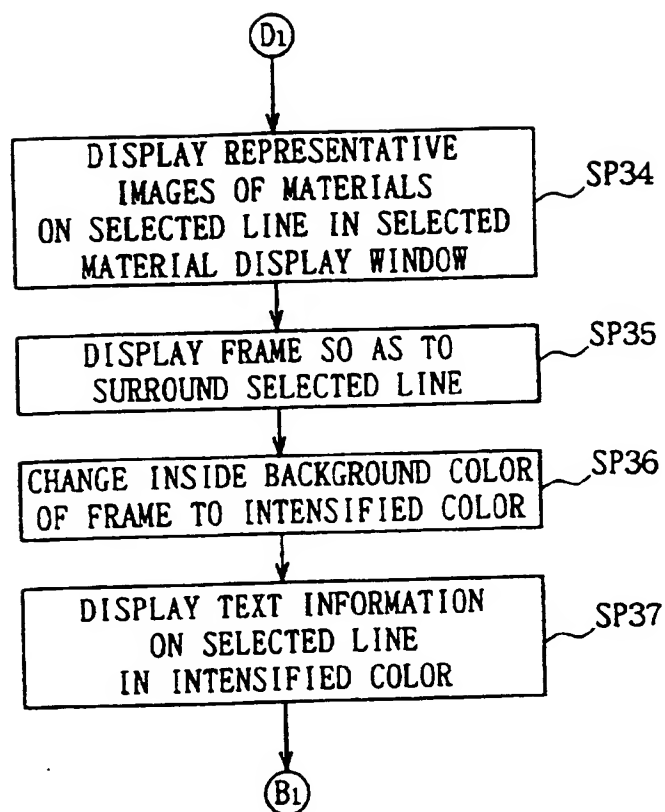 D1
DISPLAY REPRESENTATIVE
IMAGES OF MATERIALS
ON SELECTED LINE IN SELECTED
MATERIAL DISPLAY WINDOW
SP34
DISPLAY FRAME SO AS TO
SURROUND SELECTED LINE
SP35
CHANGE INSIDE BACKGROUND COLOR
OF FRAME TO INTENSIFIED COLOR
SP36
DISPLAY TEXT INFORMATION
ON SELECTED LINE
IN INTENSIFIED COLOR
SP37
B1